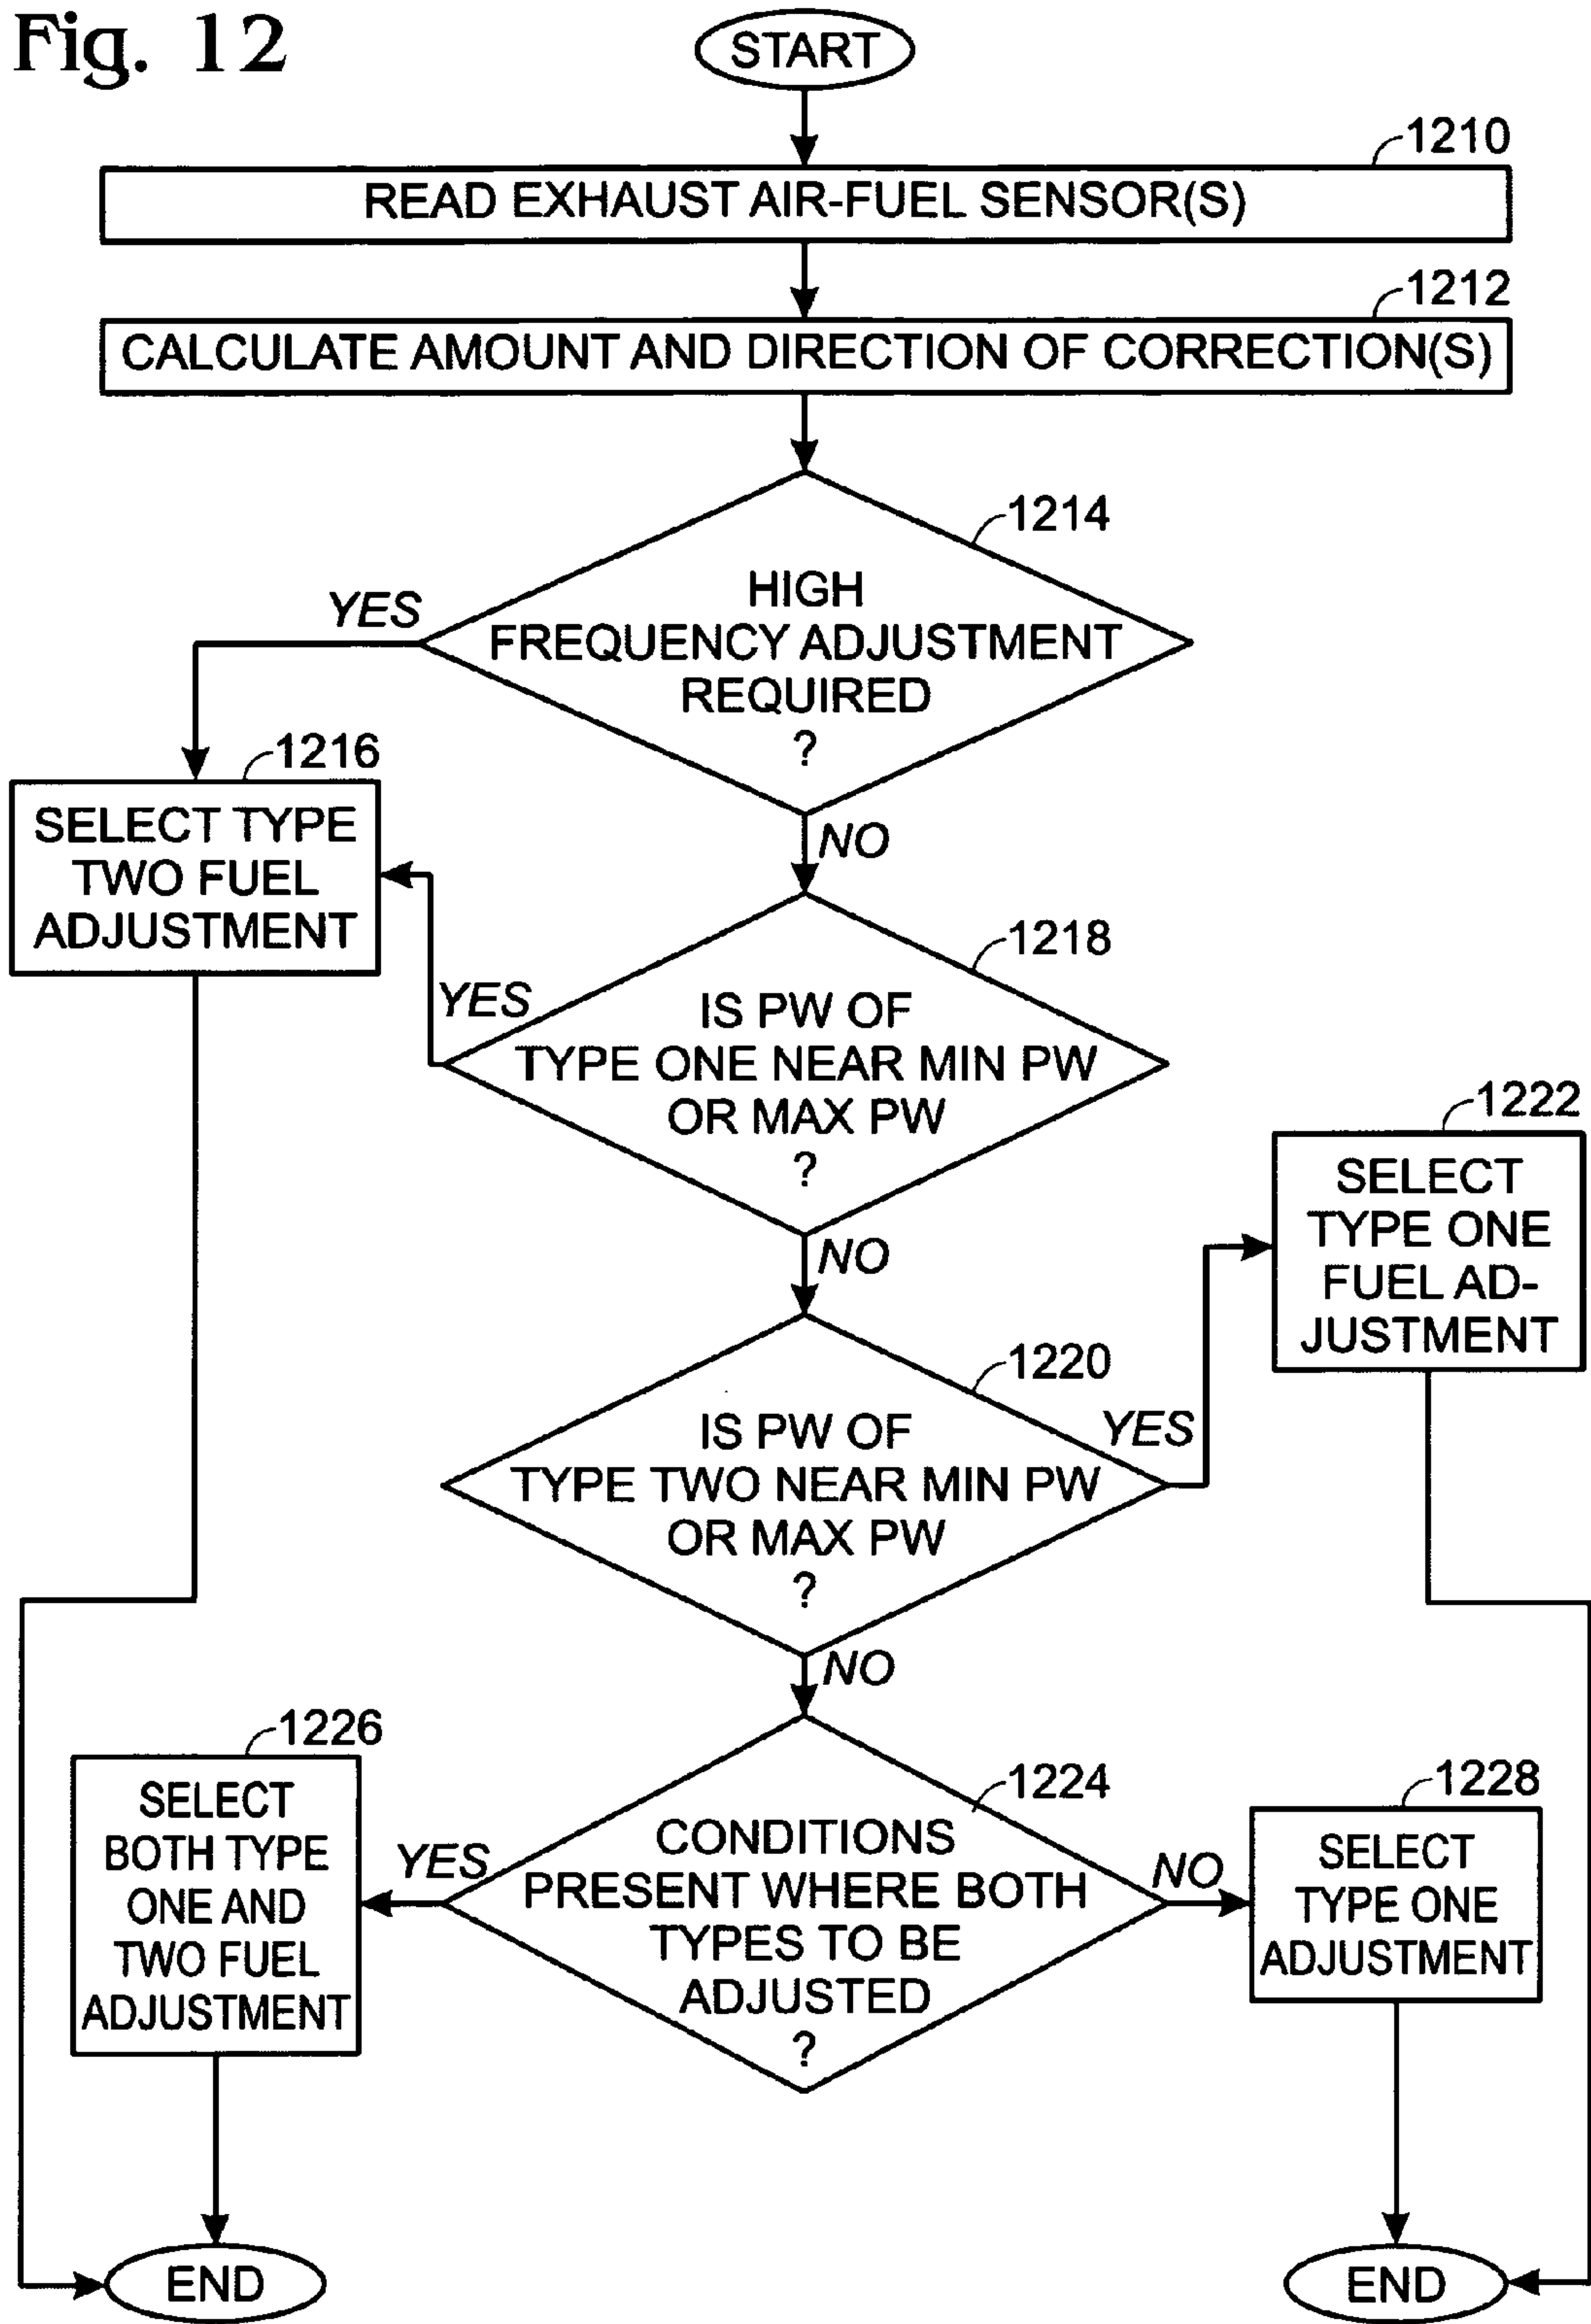 Fig. 12
START
1210
READ EXHAUST AIR-FUEL SENSOR(S)
1212
CALCULATE AMOUNT AND DIRECTION OF CORRECTION(S)
1214
HIGH
FREQUENCY ADJUSTMENT
REQUIRED
?
YES
NO
1216
SELECT TYPE
TWO FUEL
ADJUSTMENT
1218
IS PW OF
TYPE ONE NEAR MIN PW
OR MAX PW
?
YES
NO
1220
IS PW OF
TYPE TWO NEAR MIN PW
OR MAX PW
?
YES
NO
1222
SELECT
TYPE ONE
FUEL AD-
JUSTMENT
1224
CONDITIONS
PRESENT WHERE BOTH
TYPES TO BE
ADJUSTED
?
YES
NO
1226
SELECT
BOTH TYPE
ONE AND
TWO FUEL
ADJUSTMENT
1228
SELECT
TYPE ONE
ADJUSTMENT
END
END